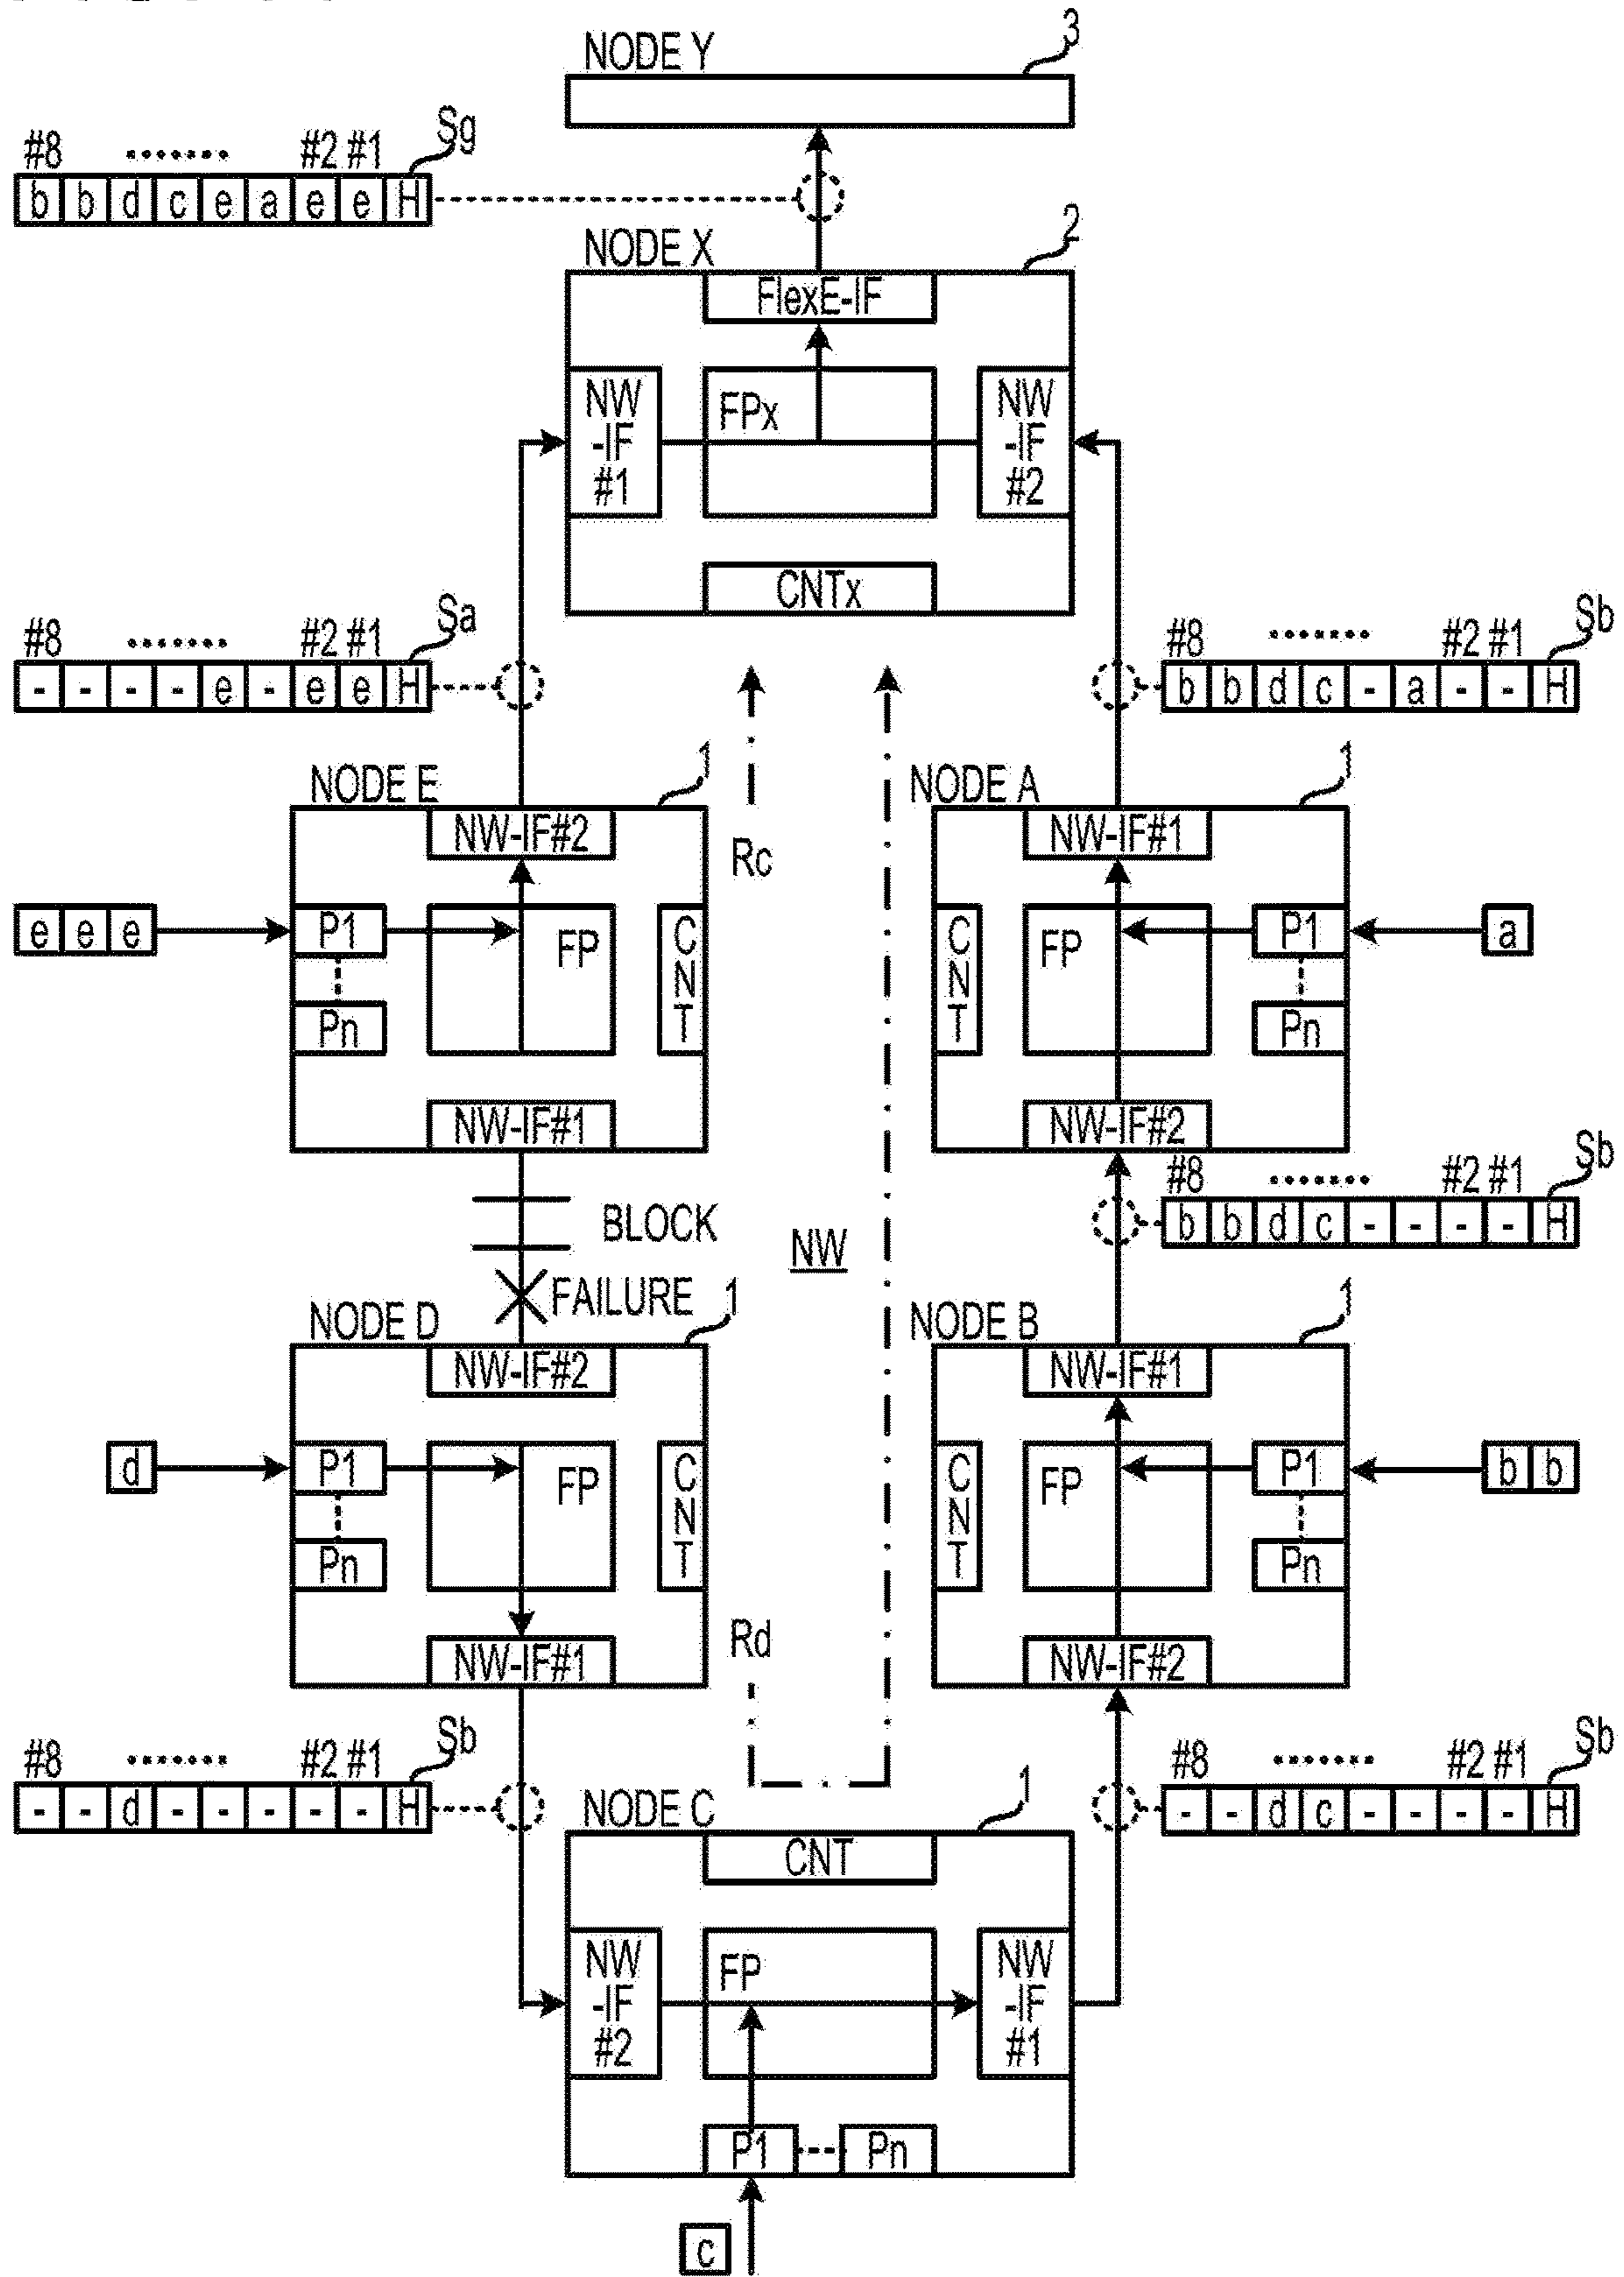 NODE Y
3
#8 ....... #2 #1
Sg
b b d c e a e e H
NODE X
2
FlexE-IF
NW
-IF
#1
FPx
NW
-IF
#2
CNTx
#8 ....... #2 #1
Sa
- - - - e - e e H
#8 ....... #2 #1
Sb
b b d c - a - - H
NODE E
1
NW-IF#2
Rc
NODE A
1
NW-IF#1
e e e
P1
FP
C
N
T
Pn
NW-IF#1
C
N
T
FP
P1
a
Pn
NW-IF#2
BLOCK
FAILURE
NW
#8 ....... #2 #1
Sb
b b d c - - - - H
NODE D
1
NW-IF#2
NODE B
1
NW-IF#1
d
P1
FP
C
N
T
Pn
NW-IF#1
Rd
C
N
T
FP
P1
b b
Pn
NW-IF#2
#8 ....... #2 #1
Sb
- - d - - - - - H
#8 ....... #2 #1
Sb
- - d c - - - - H
NODE C
1
CNT
NW
-IF
#2
FP
NW
-IF
#1
P1
Pn
c